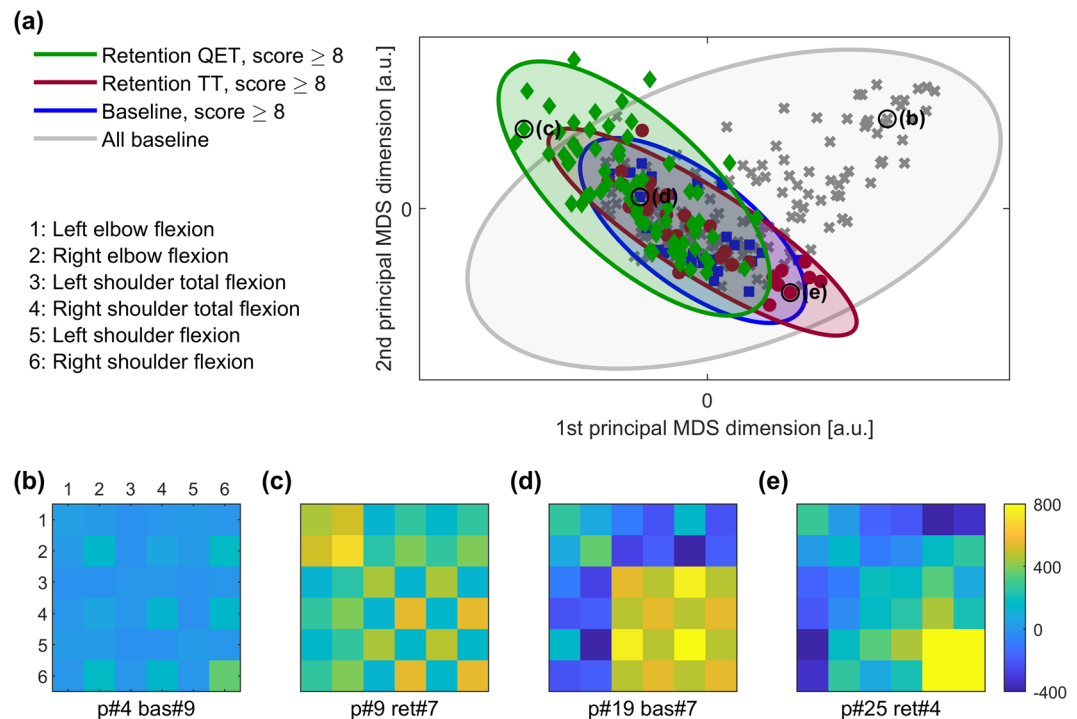 (a)
Retention QET, score ≥ 8
Retention TT, score ≥ 8
Baseline, score ≥ 8
All baseline
1: Left elbow flexion
2: Right elbow flexion
3: Left shoulder total flexion
4: Right shoulder total flexion
5: Left shoulder flexion
6: Right shoulder flexion
2nd principal MDS dimension [a.u.]
0
(c)
(b)
(d)
(e)
0
1st principal MDS dimension [a.u.]
(b) (c) (d) (e)
1 2 3 4 5 6
1
2
3
4
5
6
800
400
0
-400
p#4 bas#9
p#9 ret#7
p#19 bas#7
p#25 ret#4